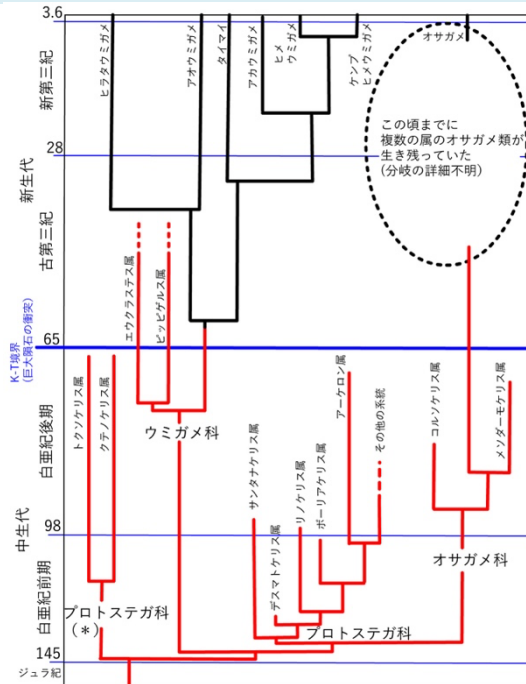 3.6
28
65
98
145
新第三紀
新生代
古第三紀
K-T境界
(巨大隕石の衝突)
白亜紀後期
中生代
白亜紀前期
ジュラ紀
ヒラタウミガメ
アオウミガメ
タイマイ
アカウミガメ
ヒメ
ウミガメ
ケンプ
ヒメウミガメ
オサガメ
この頃までに
複数の属のオサガメ類が
生き残っていた
(分岐の詳細不明)
エウクラステス属
ピッピゲルス属
トクソケリス属
クテノケリス属
ウミガメ科
サンタナケリス属
デスマトケリス属
リノケリス属
ボーリアケリス属
アーケロン属
その他の系統
コルソケリス属
メソダーモケリス属
オサガメ科
プロトステガ科
(*)
プロトステガ科